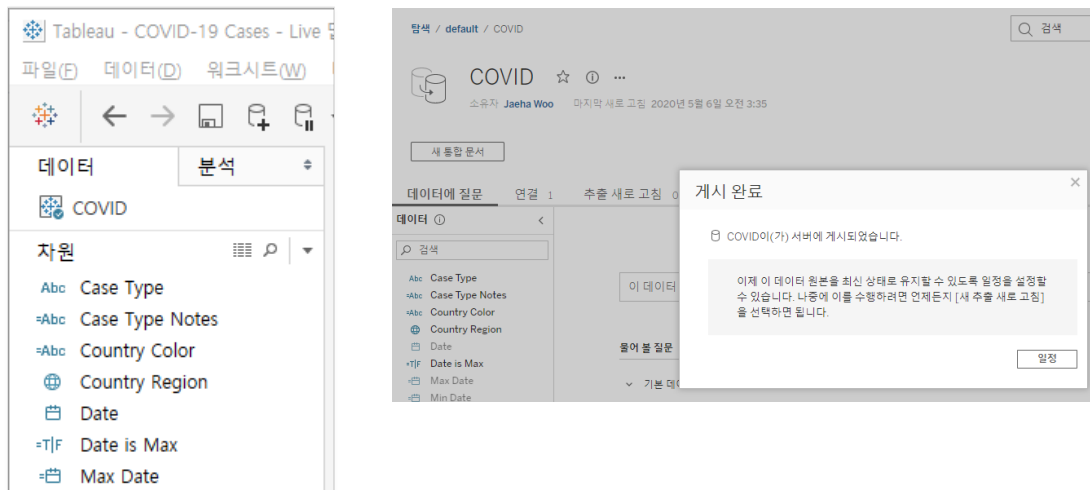 Tableau - COVID-19 Cases - Live
파일(F) 데이터(D) 워크시트(W)
데이터 분석
COVID
차원
Abc Case Type
=Abc Case Type Notes
=Abc Country Color
Country Region
Date
=T|F Date is Max
Max Date
탐색 / default / COVID
검색
COVID
소유자 Jaeha Woo 마지막 새로 고침 2020년 5월 6일 오전 3:35
새 통합 문서
데이터에 질문 연결 1 추출 새로 고침 0
데이터
검색
Abc Case Type
=Abc Case Type Notes
=Abc Country Color
Country Region
Date
=T|F Date is Max
Max Date
Min Date
이 데이터
물어 볼 질문
기본 데이
게시 완료
COVID이(가) 서버에 게시되었습니다.
이제 이 데이터 원본을 최신 상태로 유지할 수 있도록 일정을 설정할
수 있습니다. 나중에 이를 수행하려면 언제든지 [새 추출 새로 고침]
을 선택하면 됩니다.
일정